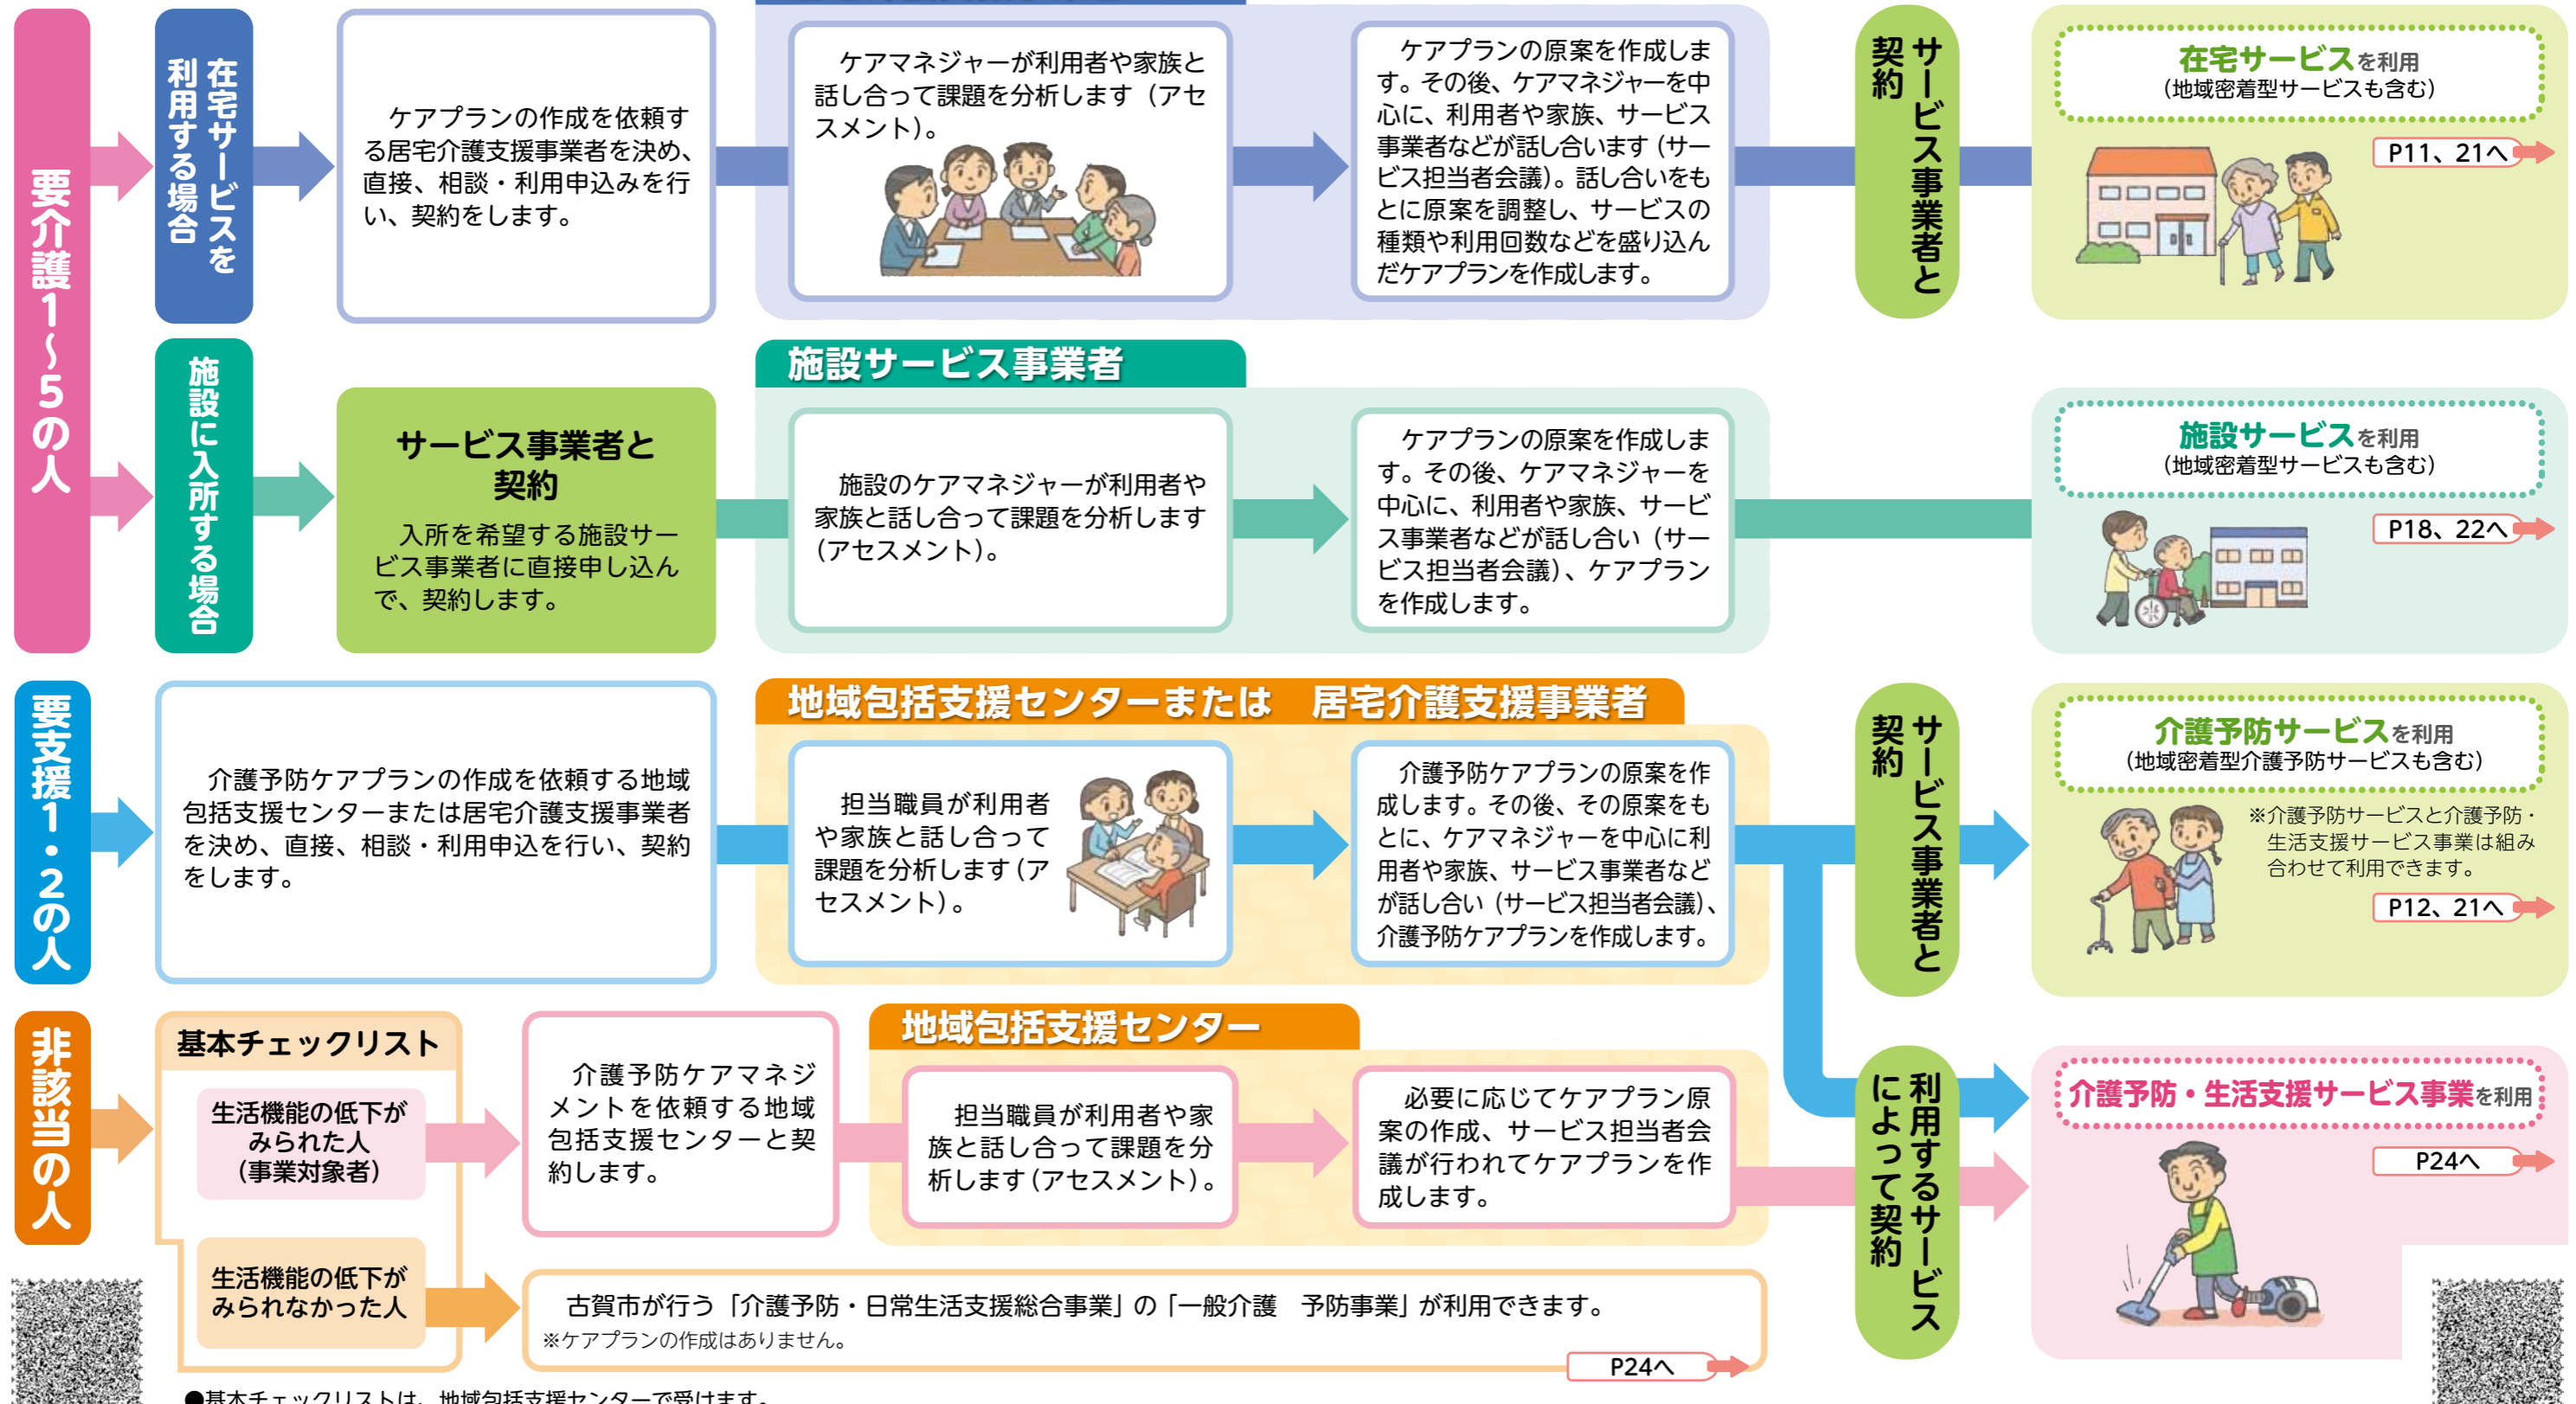 要介護1～5の人
在宅サービスを
利用する場合
ケアプランの作成を依頼す
る居宅介護支援事業者を決め、
直接、相談・利用申込みを行
い、契約をします。
ケアマネジャーが利用者や家族と
話し合って課題を分析します（アセ
スメント）。
ケアプランの原案を作成しま
す。その後、ケアマネジャーを中
心に、利用者や家族、サービス
事業者などが話し合います（サー
ビス担当者会議）。話し合いをも
とに原案を調整し、サービスの
種類や利用回数などを盛り込ん
だケアプランを作成します。
サービス事業者と
契約
在宅サービスを利用
（地域密着型サービスも含む）
P11、21へ
施設に入所する場合
サービス事業者と
契約
入所を希望する施設サー
ビス事業者に直接申し込ん
で、契約します。
施設サービス事業者
施設のケアマネジャーが利用者や
家族と話し合って課題を分析します
（アセスメント）。
ケアプランの原案を作成しま
す。その後、ケアマネジャーを
中心に、利用者や家族、サービ
ス事業者などが話し合い（サー
ビス担当者会議）、ケアプラン
を作成します。
施設サービスを利用
（地域密着型サービスも含む）
P18、22へ
要支援1・2の人
介護予防ケアプランの作成を依頼する地域
包括支援センターまたは居宅介護支援事業者
を決め、直接、相談・利用申込を行い、契約
をします。
地域包括支援センターまたは　居宅介護支援事業者
担当職員が利用者
や家族と話し合って
課題を分析します（ア
セスメント）。
介護予防ケアプランの原案を作
成します。その後、その原案をも
とに、ケアマネジャーを中心に利
用者や家族、サービス事業者など
が話し合い（サービス担当者会議）、
介護予防ケアプランを作成します。
サービス事業者と
契約
介護予防サービスを利用
（地域密着型介護予防サービスも含む）
※介護予防サービスと介護予防・
生活支援サービス事業は組み
合わせて利用できます。
P12、21へ
非該当の人
基本チェックリスト
生活機能の低下が
みられた人
（事業対象者）
介護予防ケアマネジ
メントを依頼する地域
包括支援センターと契
約します。
地域包括支援センター
担当職員が利用者や家
族と話し合って課題を分
析します（アセスメント）。
必要に応じてケアプラン原
案の作成、サービス担当者会
議が行われてケアプランを作
成します。
利用するサービス
によって契約
介護予防・生活支援サービス事業を利用
P24へ
生活機能の低下が
みられなかった人
古賀市が行う「介護予防・日常生活支援総合事業」の「一般介護　予防事業」が利用できます。
※ケアプランの作成はありません。
P24へ
●基本チェックリストは、地域包括支援センターで受けます。